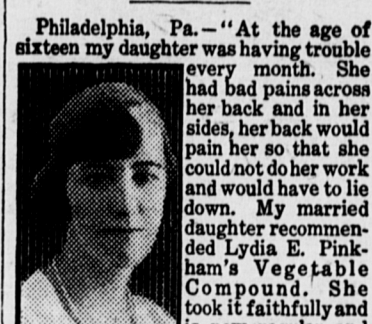 Philadelphia, Pa.—"At the age of
sixteen my daughter was having trouble
every month. She
had bad pains across
her back and in her
sides, her back would
pain her so that she
could not do her work
and would have to lie
down. My married
daughter recommen-
ded Lydia E. Pink-
ham's Vegetable
Compound. She
took it faithfully and